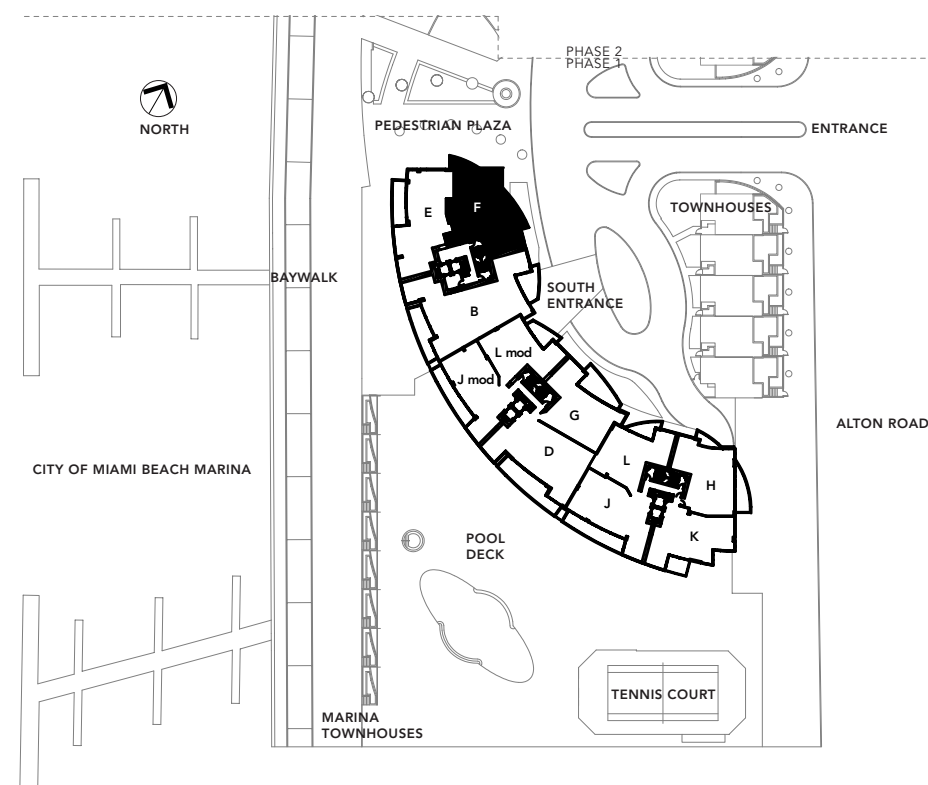 PHASE 2
PHASE 1
NORTH
PEDESTRIAN PLAZA
ENTRANCE
E
F
TOWNHOUSES
BAYWALK
SOUTH
ENTRANCE
B
L mod
J mod
G
ALTON ROAD
D
L
CITY OF MIAMI BEACH MARINA
H
J
K
POOL
DECK
TENNIS COURT
MARINA
TOWNHOUSES